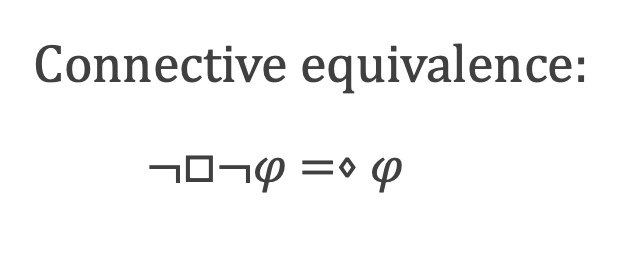 Connective equivalence:
¬□¬φ =⋄ φ